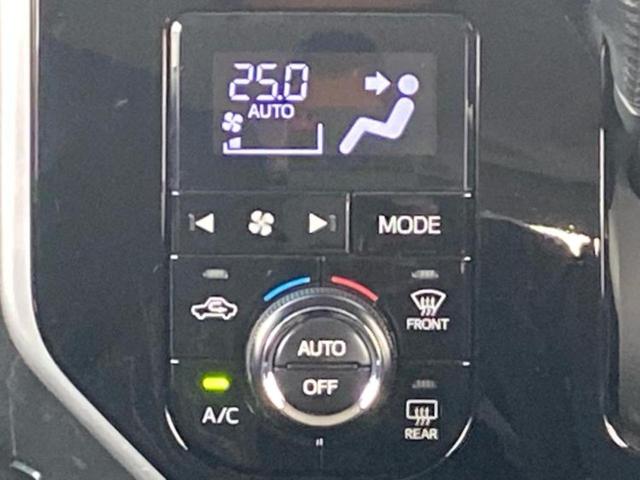 25.0
AUTO
MODE
FRONT
AUTO
OFF
A/C
REAR